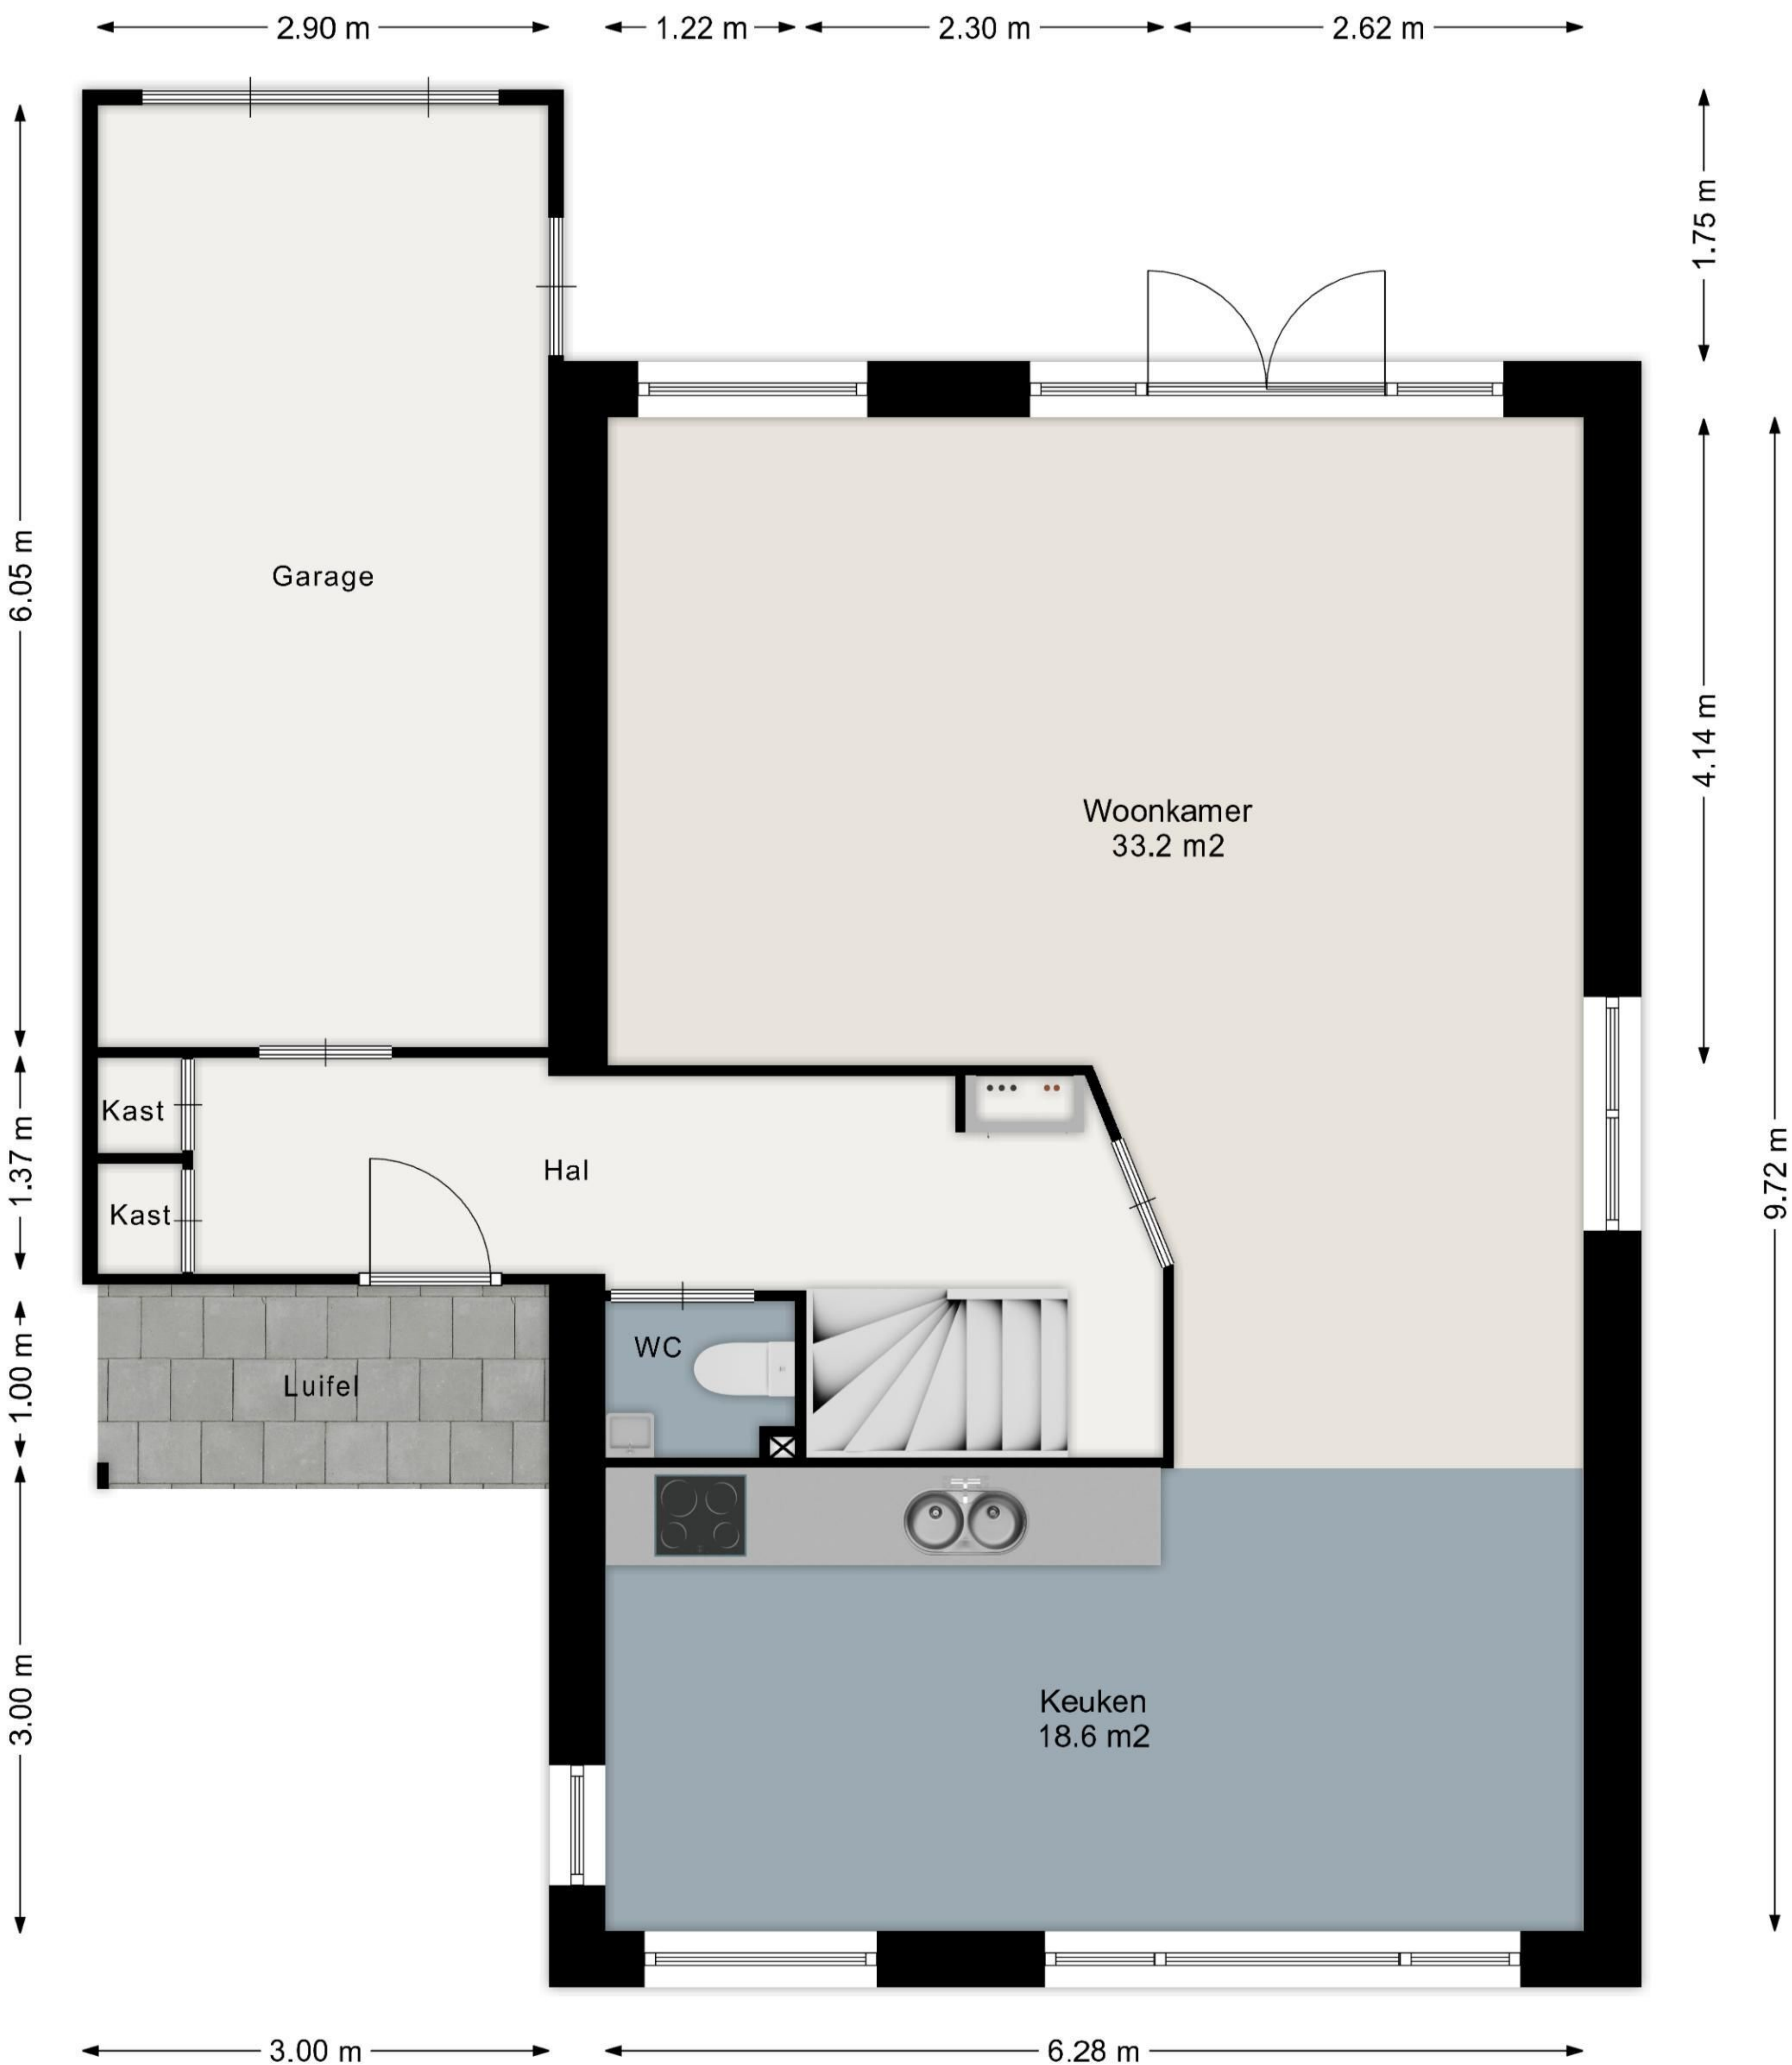 2.90 m
1.22 m
2.30 m
2.62 m
1.75 m
6.05 m
Garage
4.14 m
Woonkamer
33.2 m2
Kast
1.37 m
Hal
9.72 m
Kast
WC
1.00 m
Luifel
3.00 m
Keuken
18.6 m2
3.00 m
6.28 m